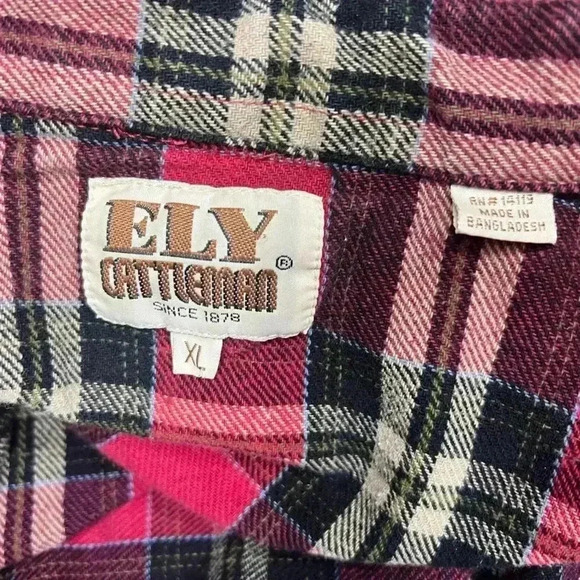 ELY
CATTLEMAN®
SINCE 1878
XL
RN# 14119
MADE IN
BANGLADESH